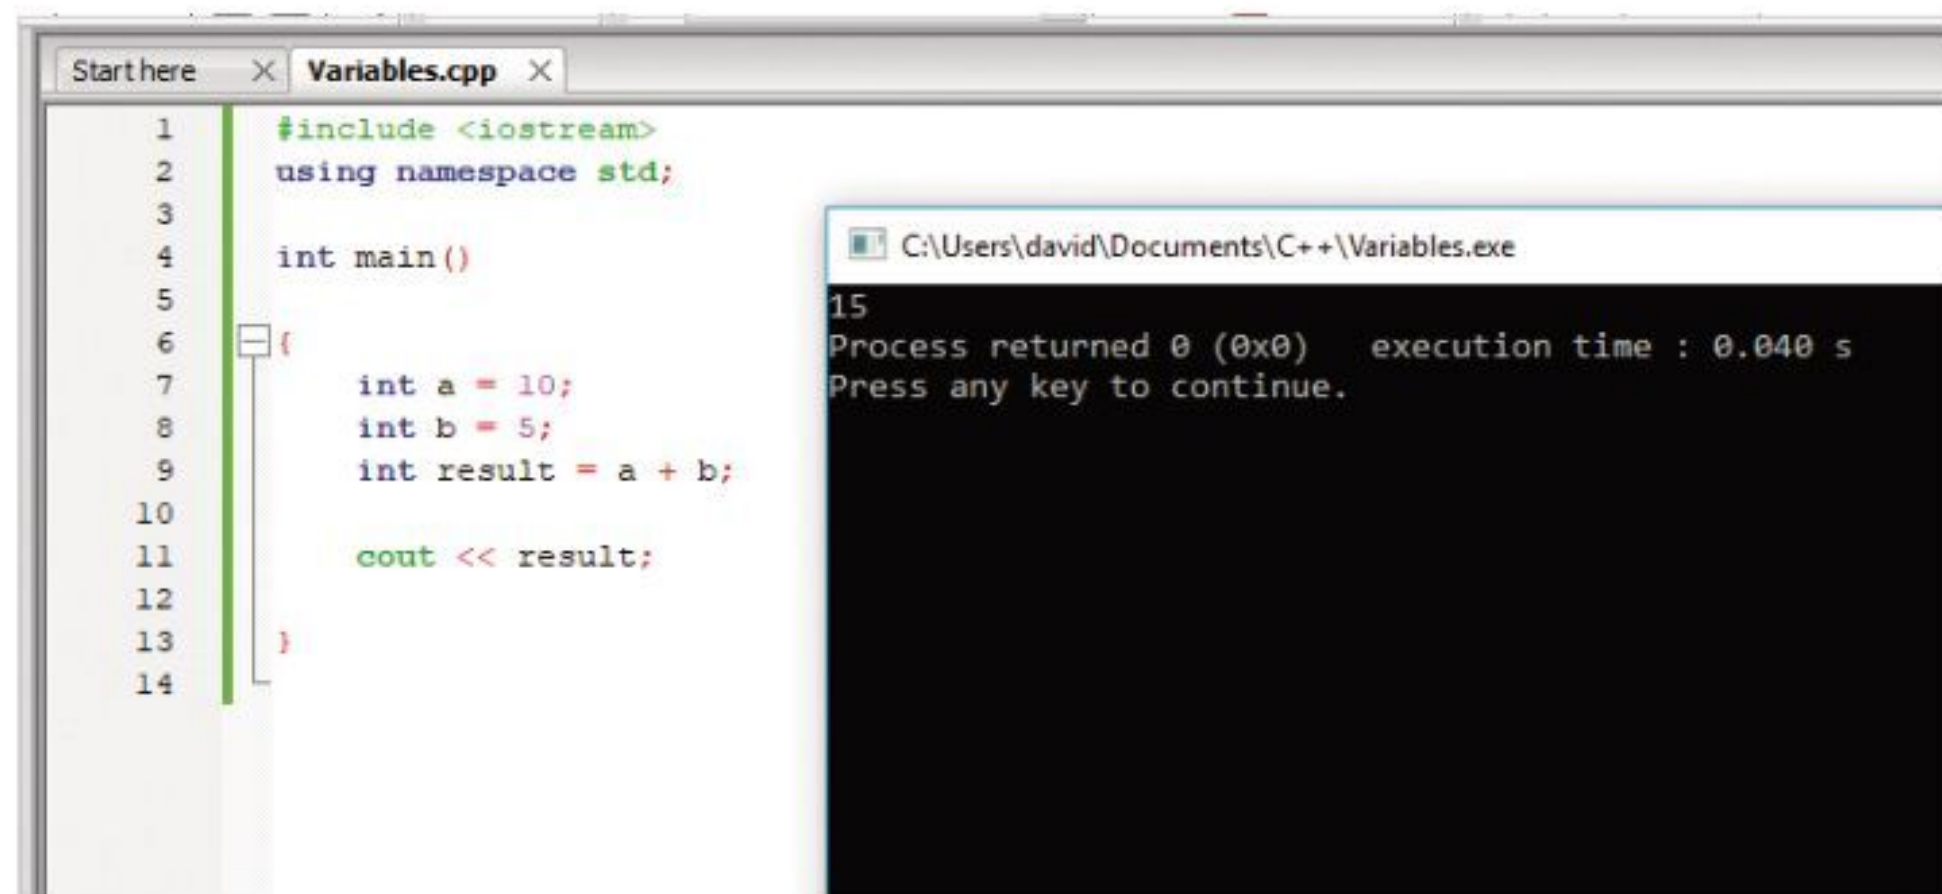 Start here
Variables.cpp
1 #include <iostream>
2 using namespace std;
3
4 int main()
5
6 {
7 int a = 10;
8 int b = 5;
9 int result = a + b;
10
11 cout << result;
12
13 }
14
C:\Users\david\Documents\C++\Variables.exe
15
Process returned 0 (0x0)   execution time : 0.040 s
Press any key to continue.